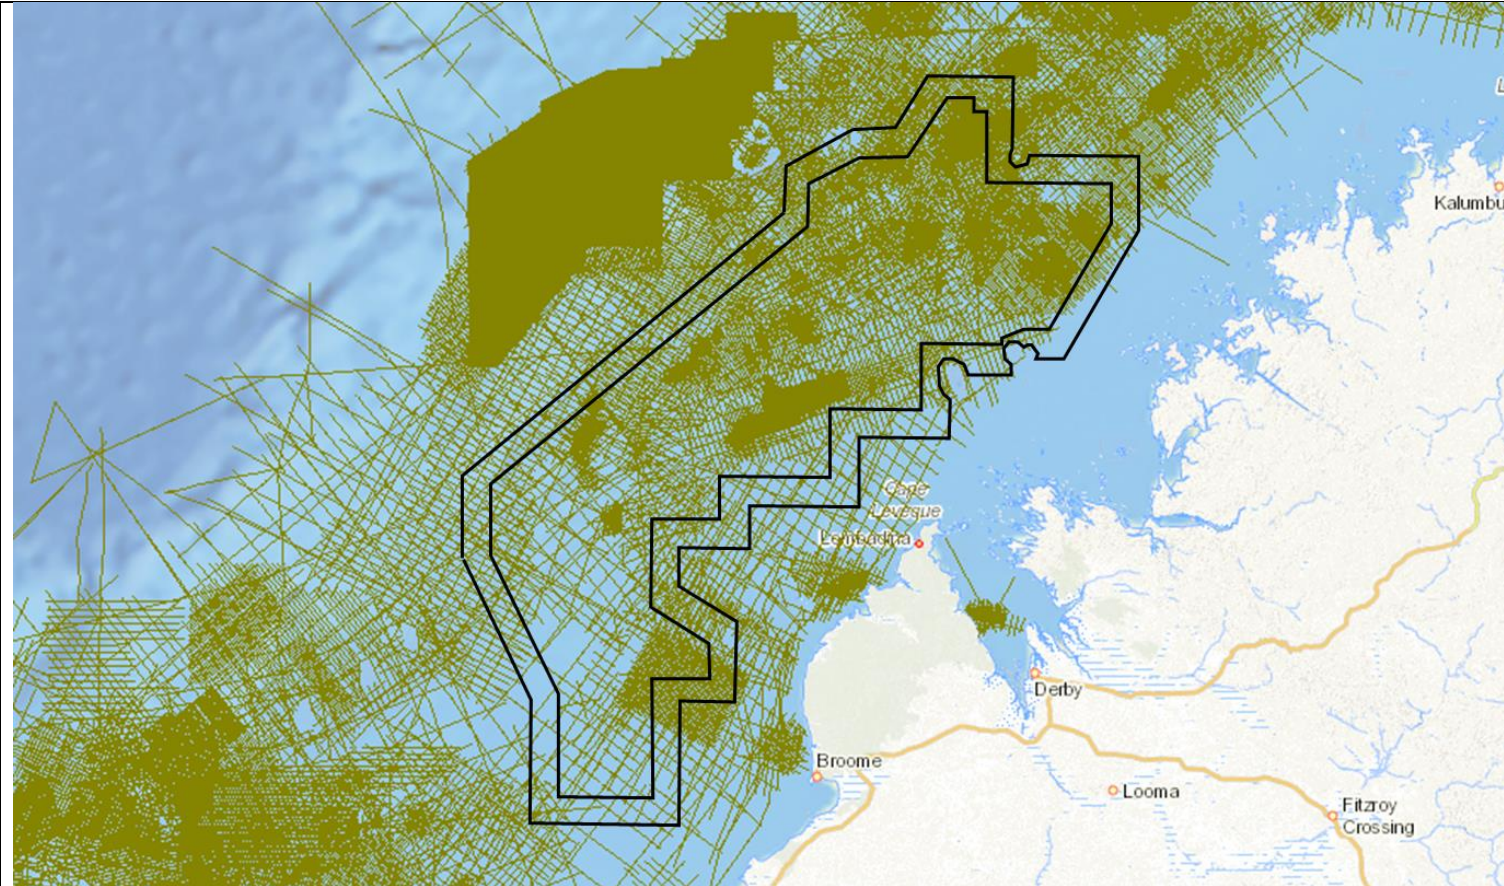 Kalumbu
Cape
Leveque
Lombadina
Derby
Broome
Looma
Fitzroy
Crossing